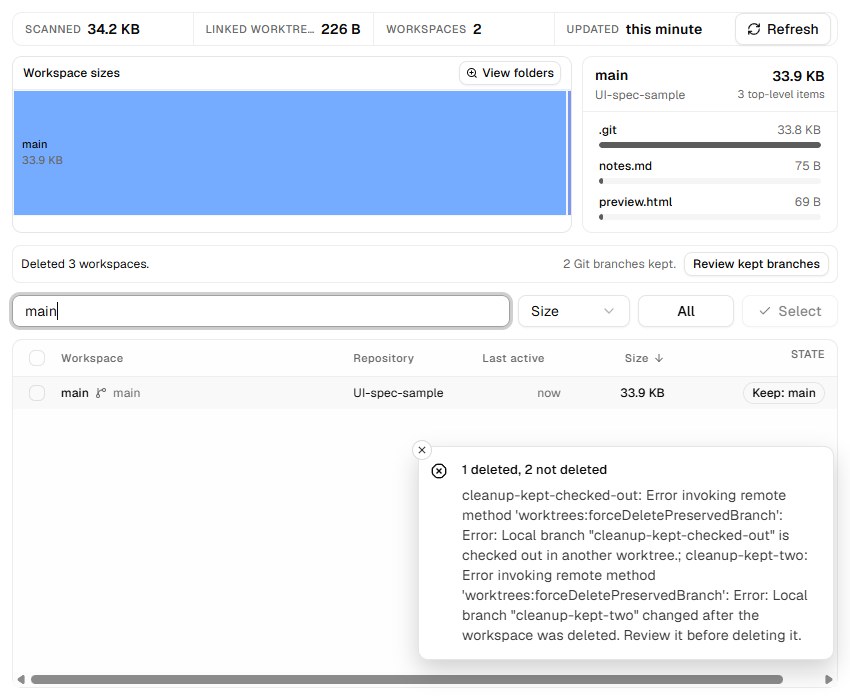 SCANNED 34.2 KB LINKED WORKTRE... 226 B WORKSPACES 2 UPDATED this minute Refresh
Workspace sizes View folders
main
33.9 KB
main 33.9 KB
UI-spec-sample 3 top-level items
.git 33.8 KB
notes.md 75 B
preview.html 69 B
Deleted 3 workspaces. 2 Git branches kept. Review kept branches
main Size All Select
Workspace Repository Last active Size STATE
main main UI-spec-sample now 33.9 KB Keep: main
1 deleted, 2 not deleted
cleanup-kept-checked-out: Error invoking remote
method 'worktrees:forceDeletePreservedBranch':
Error: Local branch "cleanup-kept-checked-out" is
checked out in another worktree.; cleanup-kept-two:
Error invoking remote method
'worktrees:forceDeletePreservedBranch': Error: Local
branch "cleanup-kept-two" changed after the
workspace was deleted. Review it before deleting it.